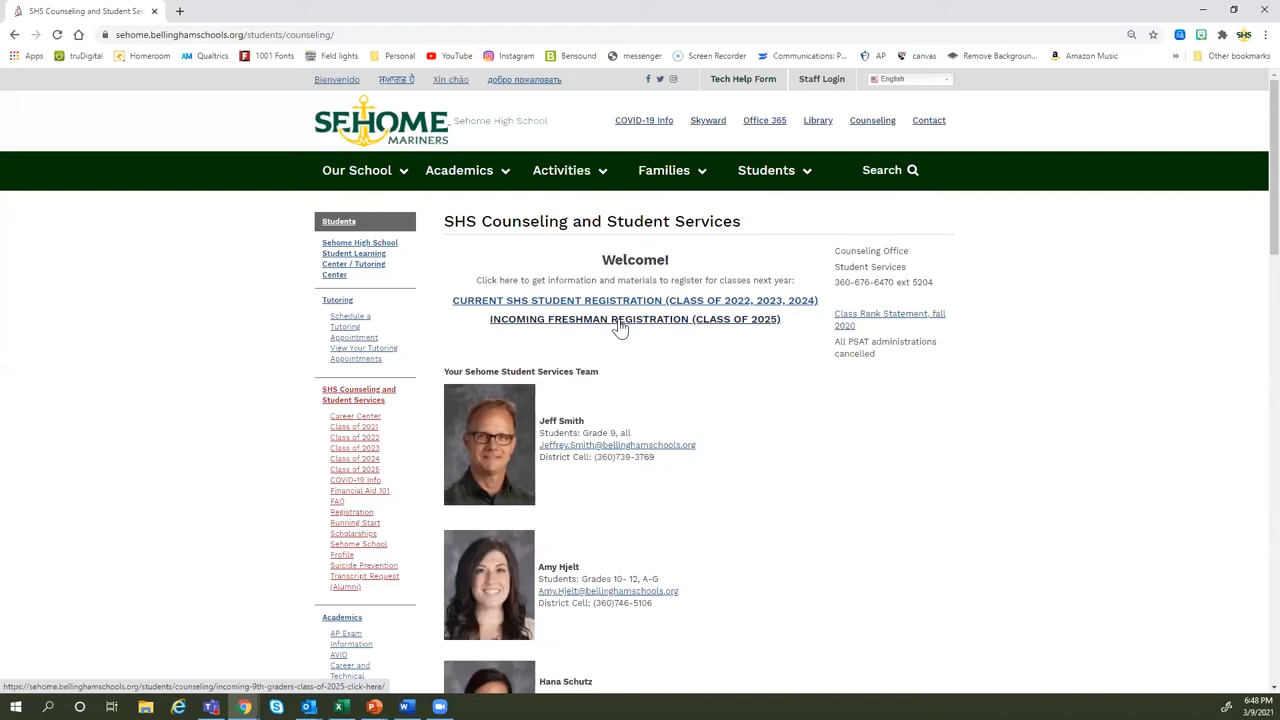 SHS Counseling and Student Ser
sehome.bellinghamschools.org/students/counseling/
SHS
Apps
truDigital
Homeroom
Qualtrics
1001 Fonts
field lights
Personal
YouTube
Instagram
Bensound
messenger
Screen Recorder
Communications: P...
AP
canvas
Remove Backgroun...
Amazon Music
»
Other bookmarks
Bienvenido
ਸੁਆਗਤ ਹੈ
Xin chào
добро пожаловать
Tech Help Form
Staff Login
English
SEHOME
MARINERS
Sehome High School
COVID-19 Info
Skyward
Office 365
Library
Counseling
Contact
Our School
Academics
Activities
Families
Students
Search
Students
Sehome High School
Student Learning
Center / Tutoring
Center
Tutoring
Schedule a
Tutoring
Appointment
View Your Tutoring
Appointments
SHS Counseling and
Student Services
Career Center
Class of 2021
Class of 2022
Class of 2023
Class of 2024
Class of 2025
COVID-19 Info
Financial Aid 101
FAQ
Registration
Running Start
Scholarships
Sehome School
Profile
Suicide Prevention
Transcript Request
(Alumni)
Academics
AP Exam
Information
AVID
Career and
Technical
SHS Counseling and Student Services
Welcome!
Click here to get information and materials to register for classes next year:
CURRENT SHS STUDENT REGISTRATION (CLASS OF 2022, 2023, 2024)
INCOMING FRESHMAN REGISTRATION (CLASS OF 2025)
Your Sehome Student Services Team
Jeff Smith
Students: Grade 9, all
Jeffrey.Smith@bellinghamschools.org
District Cell: (360)739-3769
Amy Hjelt
Students: Grades 10- 12, A-G
Amy.Hjelt@bellinghamschools.org
District Cell: (360)746-5106
Hana Schutz
Counseling Office
Student Services
360-676-6470 ext 5204
Class Rank Statement, fall
2020
All PSAT administrations
cancelled
https://sehome.bellinghamschools.org/students/counseling/incoming-9th-graders-class-of-2025-click-here/
6:48 PM
3/9/2021